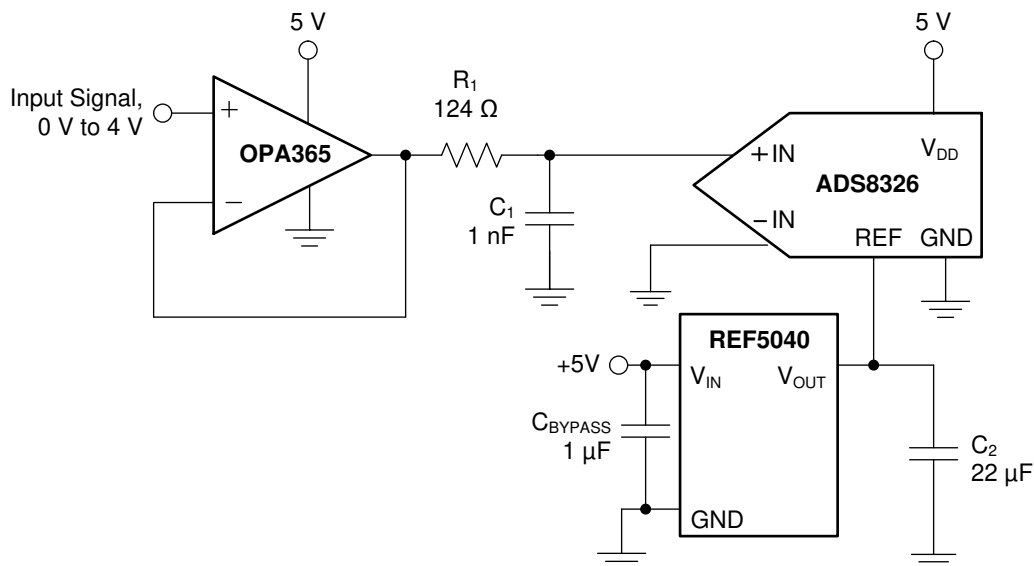 5 V
5 V
Input Signal,
0 V to 4 V
+
OPA365
−
R1
124 Ω
C1
1 nF
+IN
−IN
VDD
ADS8326
REF
GND
REF5040
+5V
VIN
VOUT
CBYPASS
1 µF
GND
C2
22 µF